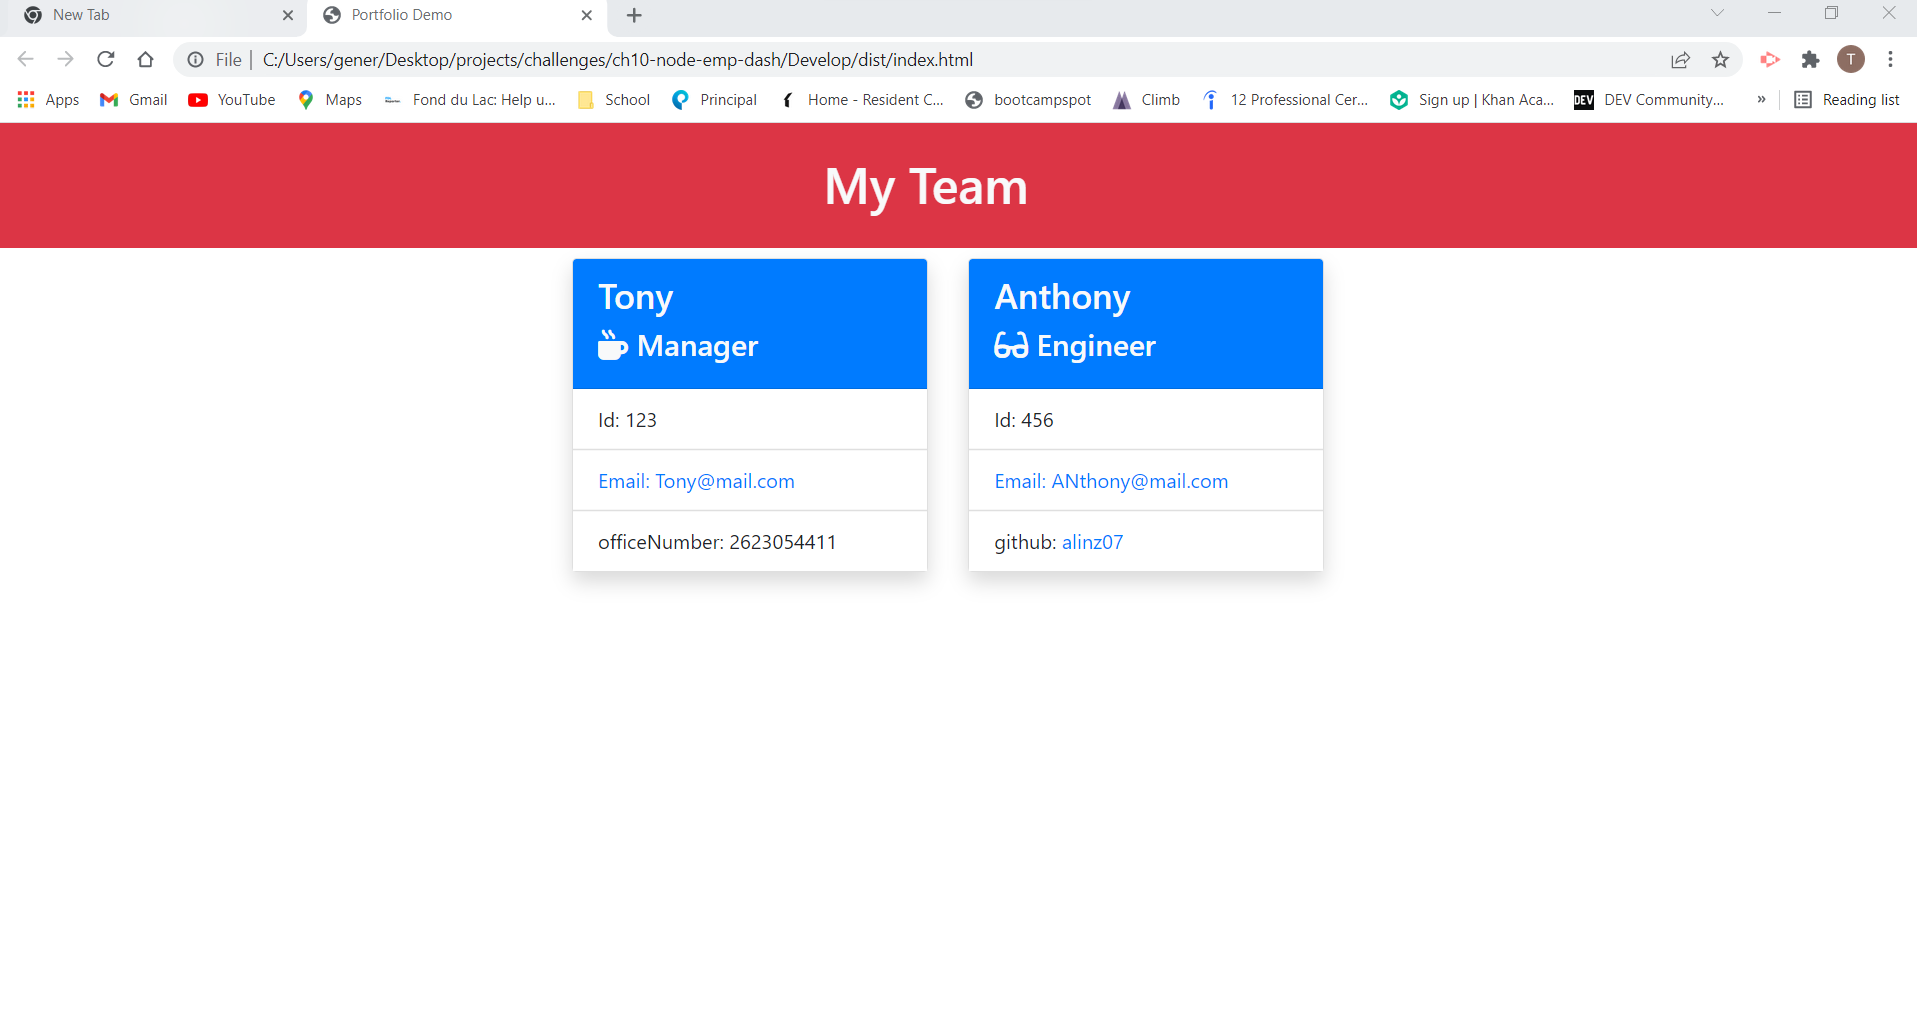 New Tab
Portfolio Demo
File
C:/Users/gener/Desktop/projects/challenges/ch10-node-emp-dash/Develop/dist/index.html
T
Apps
Gmail
YouTube
Maps
Fond du Lac: Help u...
School
Principal
Home - Resident C...
bootcampspot
Climb
12 Professional Cer...
Sign up | Khan Aca...
DEV
DEV Community...
»
Reading list
My Team
Tony
Manager
Id: 123
Email: Tony@mail.com
officeNumber: 2623054411
Anthony
Engineer
Id: 456
Email: ANthony@mail.com
github: alinz07